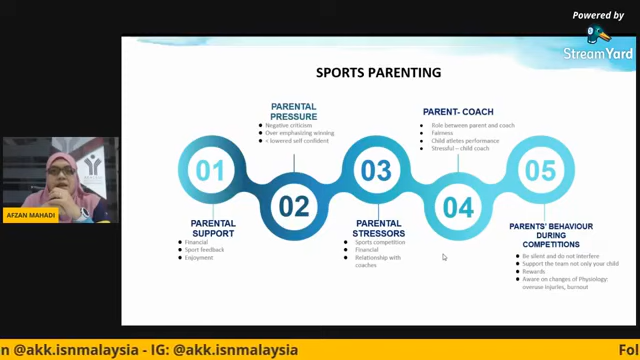 Powered by
StreamYard
SPORTS PARENTING
01
PARENTAL
SUPPORT
Financial
Sport feedback
Enjoyment
PARENTAL
PRESSURE
Negative criticism
Over emphasizing winning
= lowered self confident
02
03
PARENTAL
STRESSORS
Sports competition
Financial
Relationship with
coaches
PARENT- COACH
Role between parent and coach
Fairness
Child atletes performance
Stressful – child coach
04
05
PARENTS' BEHAVIOUR
DURING
COMPETITIONS
Be silent and do not interfere
Support the team not only your child
Rewards
Aware on changes of Physiology:
overuse injuries, burnout
AFZAN MAHADI
n @akk.isnmalaysia - IG: @akk.isnmalaysia
Fol